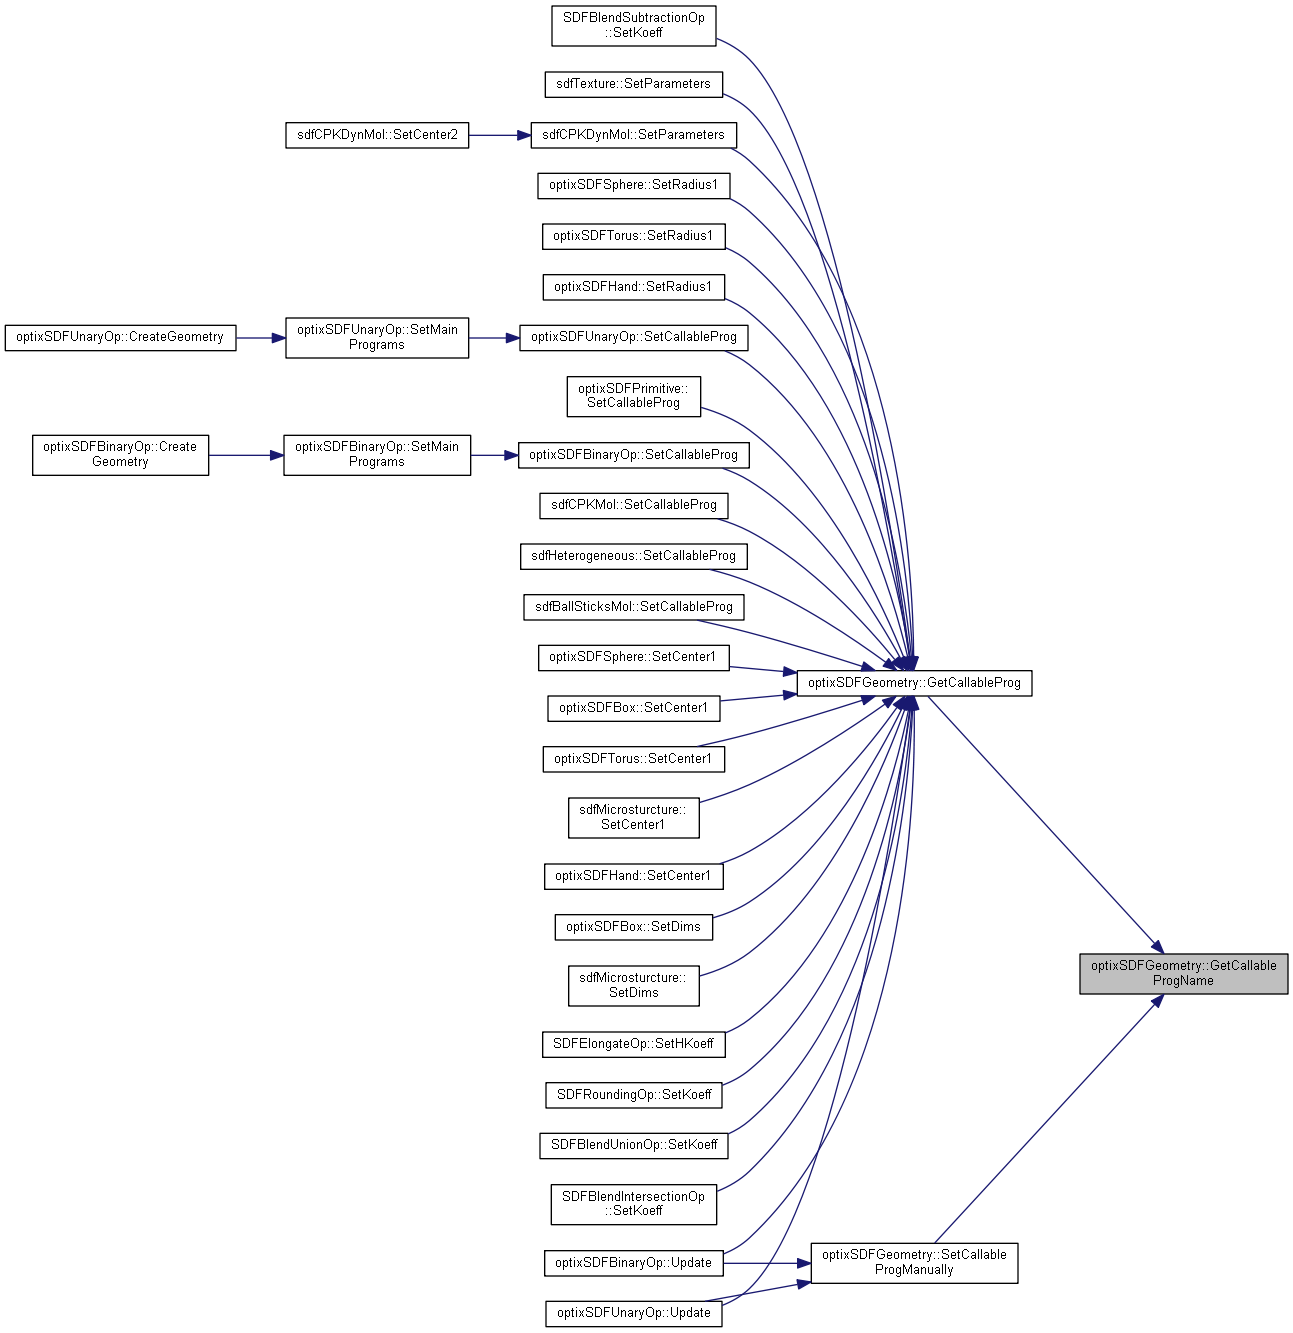 SDFBlendSubtractionOp
::SetKoeff
sdfTexture::SetParameters
sdfCPKDynMol::SetCenter2
sdfCPKDynMol::SetParameters
optixSDFSphere::SetRadius1
optixSDFTorus::SetRadius1
optixSDFHand::SetRadius1
optixSDFUnaryOp::CreateGeometry
optixSDFUnaryOp::SetMain
Programs
optixSDFUnaryOp::SetCallableProg
optixSDFPrimitive::
SetCallableProg
optixSDFBinaryOp::Create
Geometry
optixSDFBinaryOp::SetMain
Programs
optixSDFBinaryOp::SetCallableProg
sdfCPKMol::SetCallableProg
sdfHeterogeneous::SetCallableProg
sdfBallSticksMol::SetCallableProg
optixSDFSphere::SetCenter1
optixSDFGeometry::GetCallableProg
optixSDFBox::SetCenter1
optixSDFTorus::SetCenter1
sdfMicrosturcture::
SetCenter1
optixSDFHand::SetCenter1
optixSDFBox::SetDims
sdfMicrosturcture::
SetDims
optixSDFGeometry::GetCallable
ProgName
SDFElongateOp::SetHKoeff
SDFRoundingOp::SetKoeff
SDFBlendUnionOp::SetKoeff
SDFBlendIntersectionOp
::SetKoeff
optixSDFBinaryOp::Update
optixSDFGeometry::SetCallable
ProgManually
optixSDFUnaryOp::Update